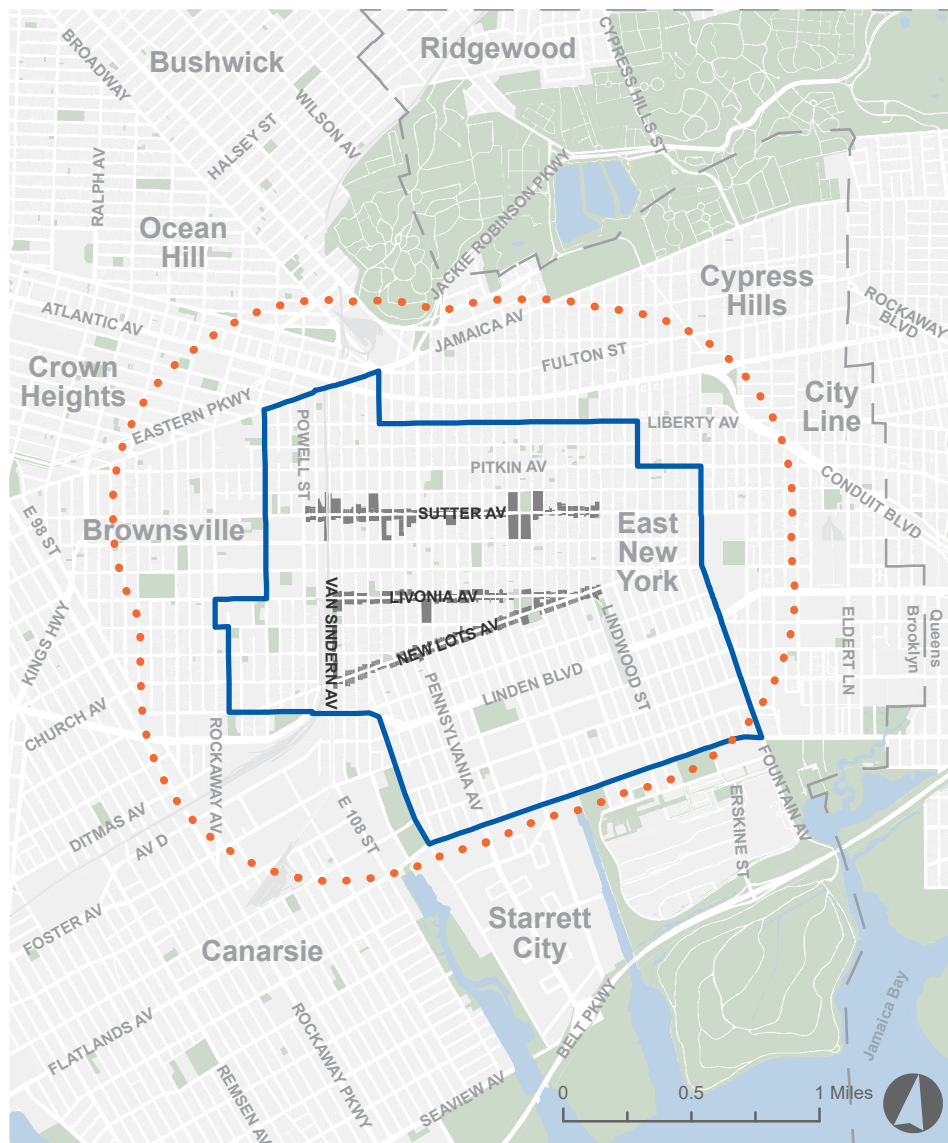 Ridgewood
Bushwick
BROADWAY
CYPRESS HILLS ST
WILSON AV
HALSEY ST
RALPH AV
JACKIE ROBINSON PKWY
Ocean
Hill
Cypress
Hills
ROCKAWAY
BLVD
ATLANTIC AV
JAMAICA AV
FULTON ST
Crown
Heights
EASTERN PKWY
City
Line
LIBERTY AV
POWELL ST
PITKIN AV
CONDUIT BLVD
SUTTER AV
E 98 ST
Brownsville
East
New
York
VAN SINDERN AV
LIVONIA AV
NEW LOTS AV
LINDWOOD ST
KINGS HWY
ELDERT LN
Queens
Brooklyn
LINDEN BLVD
PENNSYLVANIA AV
CHURCH AV
ROCKAWAY AV
FOUNTAIN AV
ERSKINE ST
E 108 ST
DITMAS AV
AV D
FOSTER AV
Starrett
City
Canarsie
BELT PKWY
Jamaica Bay
FLATLANDS AV
ROCKAWAY PKWY
REMSEN AV
SEAVIEW AV
0
0.5
1 Miles